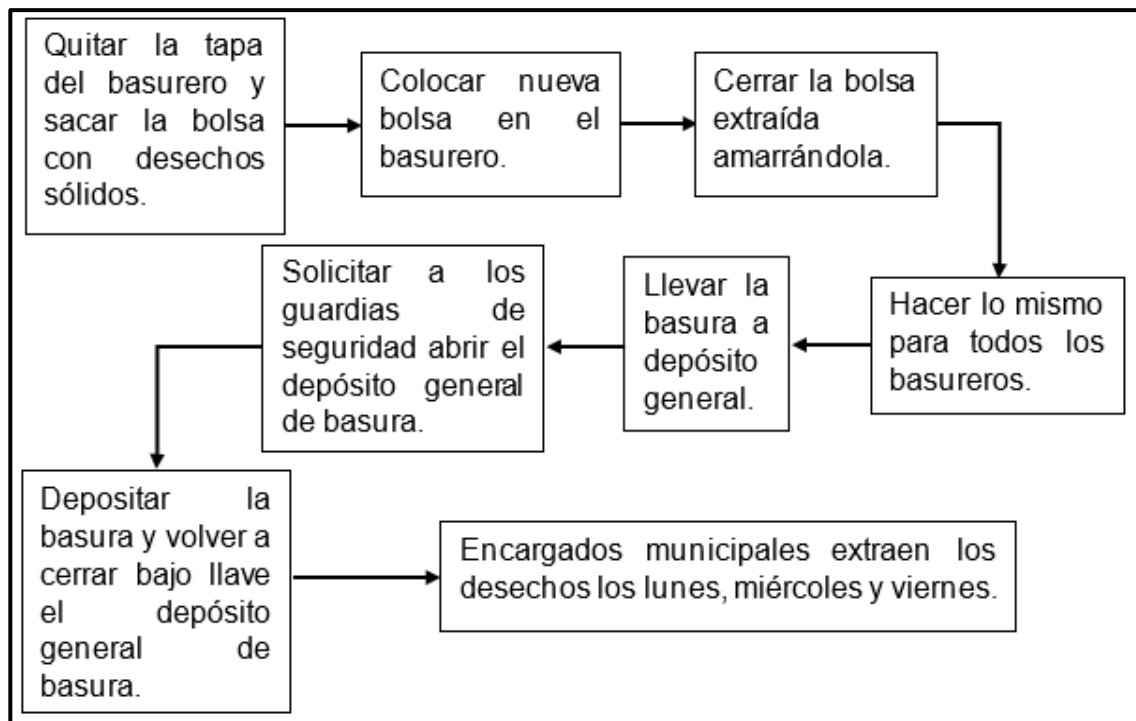 Quitar la tapa
del basurero y
sacar la bolsa
con desechos
sólidos.
Colocar nueva
bolsa en el
basurero.
Cerrar la bolsa
extraída
amarrándola.
Hacer lo mismo
para todos los
basureros.
Llevar la
basura a
depósito
general.
Solicitar a los
guardias de
seguridad abrir el
depósito general
de basura.
Depositar la
basura y volver a
cerrar bajo llave
el depósito
general de
basura.
Encargados municipales extraen los
desechos los lunes, miércoles y viernes.